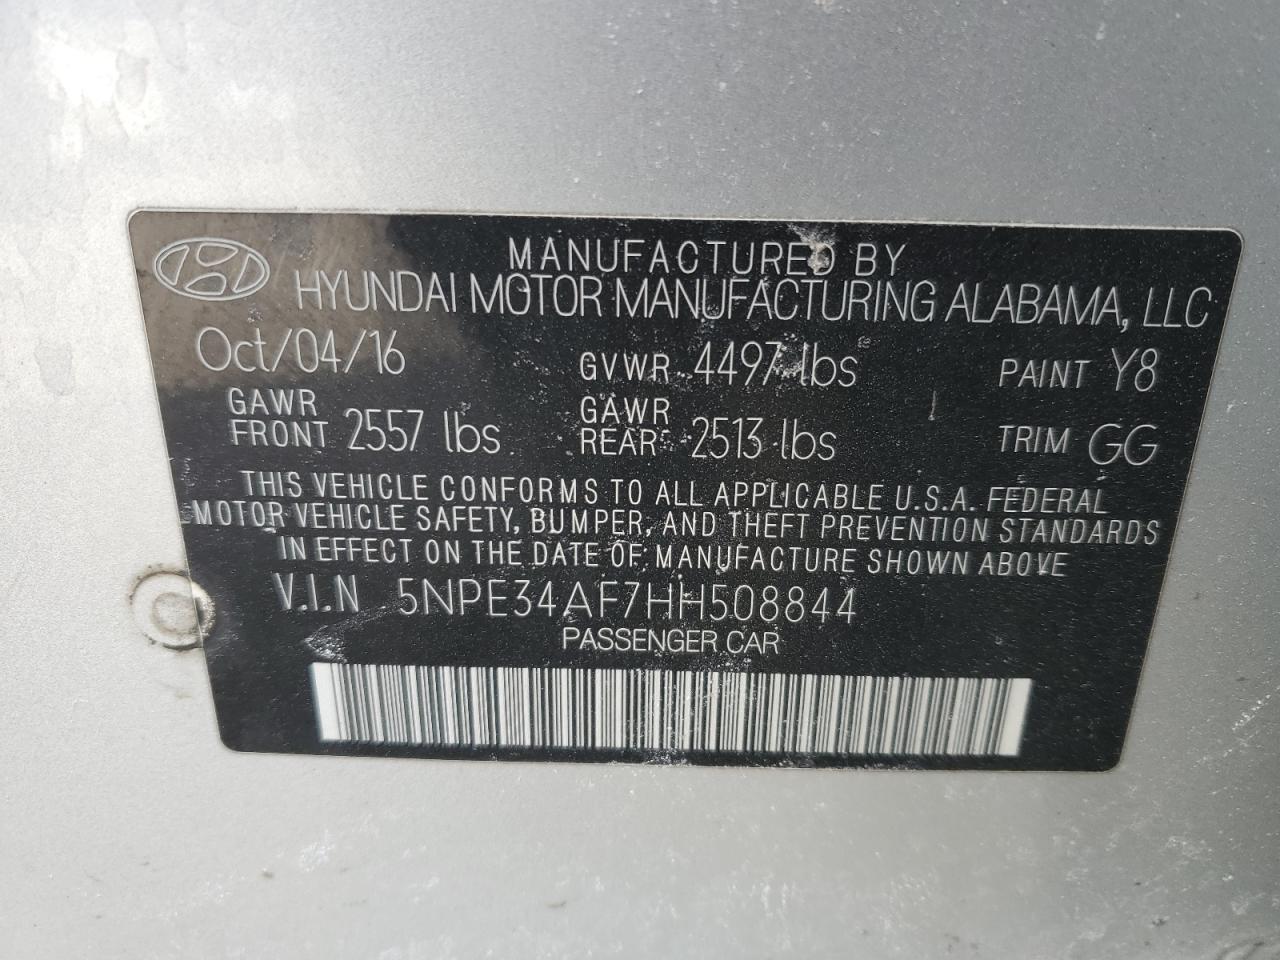 MANUFACTURED BY
HYUNDAI MOTOR MANUFACTURING ALABAMA, LLC
Oct/04/16 GVWR 4497 lbs PAINT Y8
GAWR FRONT 2557 lbs GAWR REAR 2513 lbs TRIM GG
THIS VEHICLE CONFORMS TO ALL APPLICABLE U.S.A. FEDERAL
MOTOR VEHICLE SAFETY, BUMPER, AND THEFT PREVENTION STANDARDS
IN EFFECT ON THE DATE OF MANUFACTURE SHOWN ABOVE
V.I.N 5NPE34AF7HH508844
PASSENGER CAR